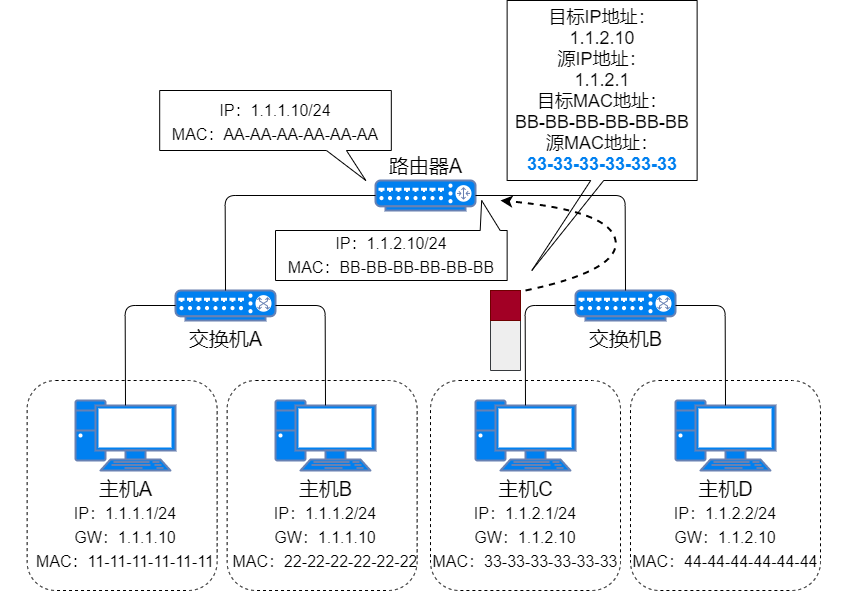 目标IP地址：
1.1.2.10
源IP地址：
1.1.2.1
目标MAC地址：
BB-BB-BB-BB-BB-BB
源MAC地址：
33-33-33-33-33-33
IP：1.1.1.10/24
MAC：AA-AA-AA-AA-AA-AA
路由器A
IP：1.1.2.10/24
MAC：BB-BB-BB-BB-BB-BB
交换机A
交换机B
主机A
IP：1.1.1.1/24
GW：1.1.1.10
MAC：11-11-11-11-11-11
主机B
IP：1.1.1.2/24
GW：1.1.1.10
MAC：22-22-22-22-22-22
主机C
IP：1.1.2.1/24
GW：1.1.2.10
MAC：33-33-33-33-33-33
主机D
IP：1.1.2.2/24
GW：1.1.2.10
MAC：44-44-44-44-44-44